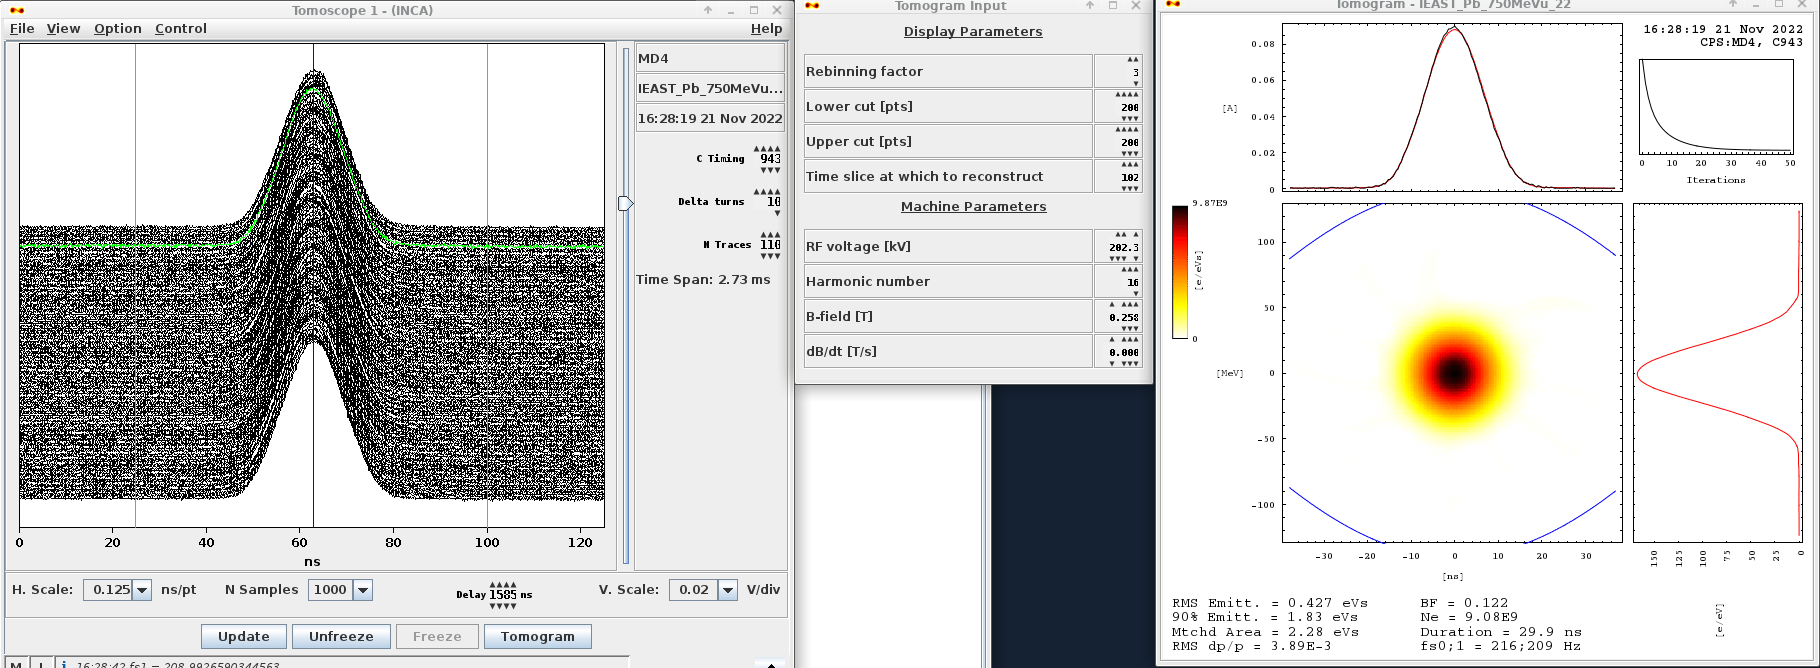 Tomoscope 1 - (INCA)
File View Option Control Help
MD4
IEAST_Pb_750MeVu...
16:28:19 21 Nov 2022
C Timing 943
Delta turns 10
N Traces 110
Time Span: 2.73 ms
0 20 40 60 80 100 120
ns
H. Scale: 0.125 ns/pt N Samples 1000 Delay 1585 ns V. Scale: 0.02 V/div
Update Unfreeze Freeze Tomogram
M L 16:28:42 fs1 = 208.9926590344563
Tomogram Input
Display Parameters
Rebinning factor 3
Lower cut [pts] 200
Upper cut [pts] 200
Time slice at which to reconstruct 102
Machine Parameters
RF voltage [kV] 202.3
Harmonic number 16
B-field [T] 0.258
dB/dt [T/s] 0.000
Tomogram - IEAST_Pb_750MeVu_22
16:28:19 21 Nov 2022
CPS:MD4, C943
[A]
0.08
0.06
0.04
0.02
0
0 10 20 30 40 50
Iterations
9.87E9
[e/eVs]
0
[MeV]
100
50
0
-50
-100
-30 -20 -10 0 10 20 30
[ns]
150 125 100 75 50 25 0
[e/eV]
RMS Emitt. = 0.427 eVs BF = 0.122
90% Emitt. = 1.83 eVs Ne = 9.08E9
Mtchd Area = 2.28 eVs Duration = 29.9 ns
RMS dp/p = 3.89E-3 fs0;1 = 216;209 Hz